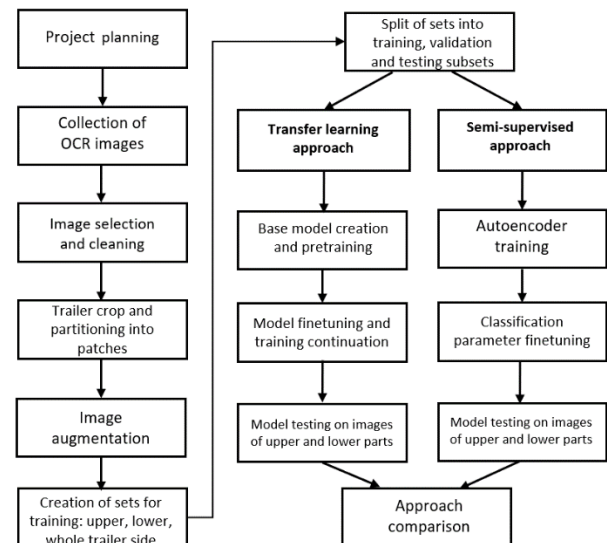 Project planning
Collection of
OCR images
Image selection
and cleaning
Trailer crop and
partitioning into
patches
Image
augmentation
Creation of sets for
training: upper, lower,
whole trailer side
Split of sets into
training, validation
and testing subsets
Transfer learning
approach
Base model creation
and pretraining
Model finetuning and
training continuation
Model testing on images
of upper and lower parts
Semi-supervised
approach
Autoencoder
training
Classification
parameter finetuning
Model testing on images
of upper and lower parts
Approach
comparison